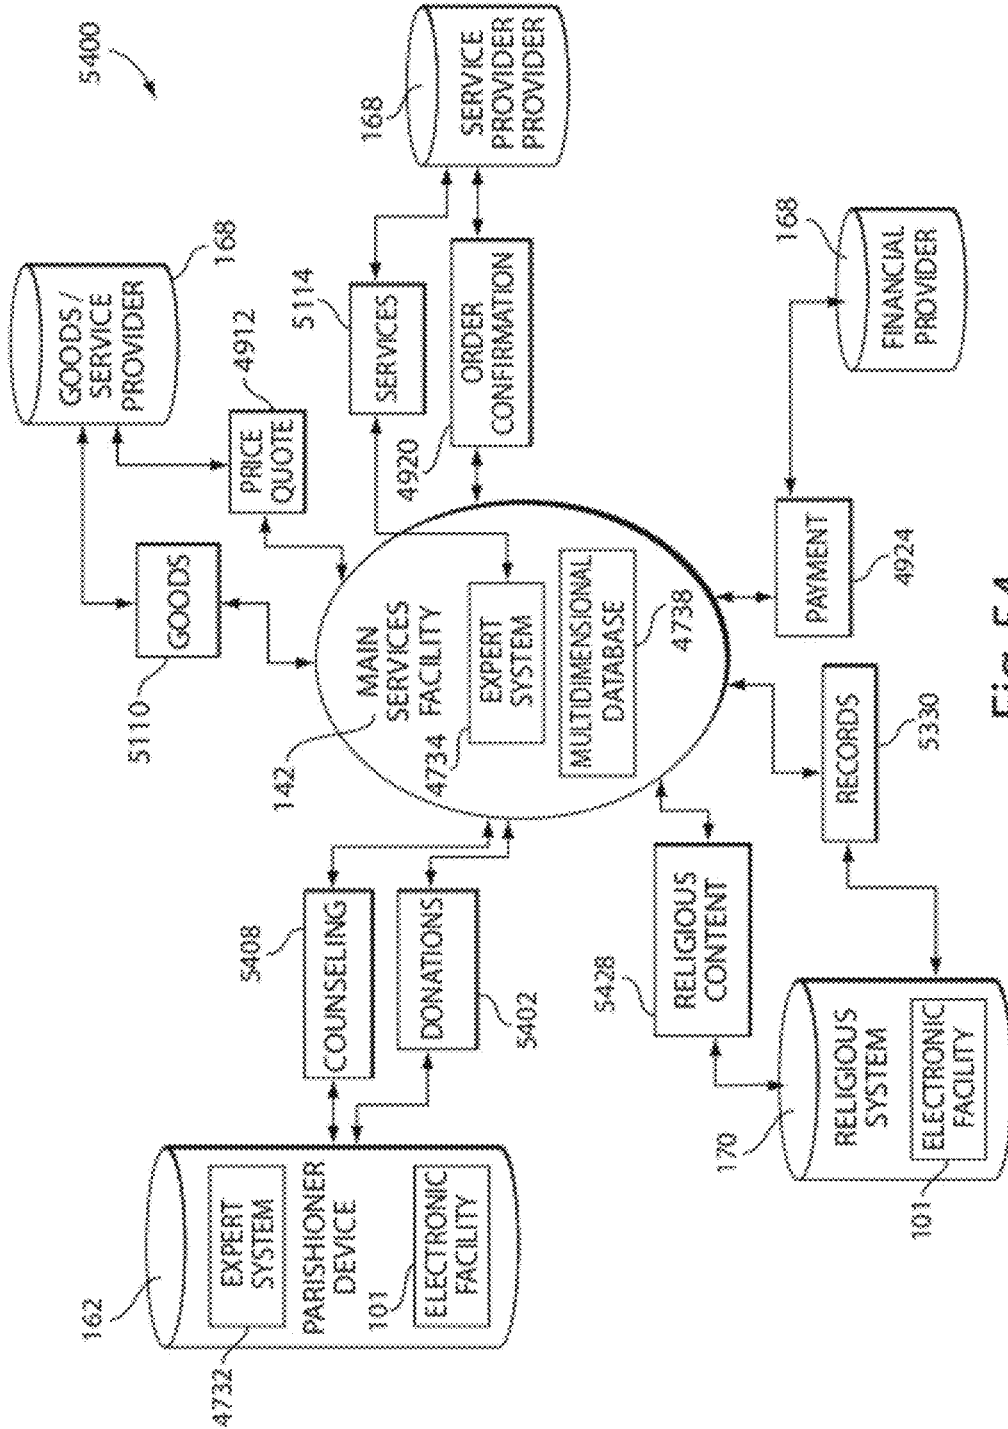 5400
162
EXPERT
SYSTEM
4732
PARISHIONER
DEVICE
101
ELECTRONIC
FACILITY
5408
COUNSELING
DONATIONS
5402
5110
GOODS
GOODS /
SERVICE
PROVIDER
168
PRICE
QUOTE
4912
142
MAIN
SERVICES
FACILITY
4734
EXPERT
SYSTEM
MULTIDIMENSIONAL
DATABASE
4738
5114
SERVICES
4920
ORDER
CONFIRMATION
168
SERVICE
PROVIDER
PROVIDER
5428
RELIGIOUS
CONTENT
170
RELIGIOUS
SYSTEM
101
ELECTRONIC
FACILITY
RECORDS
5330
PAYMENT
4924
168
FINANCIAL
PROVIDER